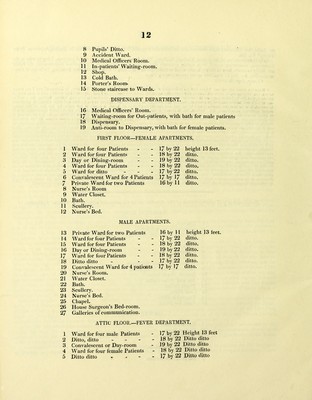 12
8 Pupils' Ditto.
9 Accident Ward.
10 Medical Officers Room.
11 In-patients' Waiting-room.
12 Shop.
13 Cold Bath.
14 Porter's Room
15 Stone staircase to Wards.
DISPENSARY DEPARTMENT.
16 Medical Officers' Room.
17 Waiting-room for Out-patients, with bath for male patients
18 Dispensary.
19 Anti-room to Dispensary, with bath for female patients.
FIRST FLOOR—FEMALE APARTMENTS.
1 Ward for four Patients - - 17 by 22 height 13 feet.
2 Ward for four Patients - - 18 by 22 ditto.
3 Day or Dining-room - - 19 by 22 ditto.
4 Ward for four Patients - - 18 by 22 ditto.
5 Ward for ditto - - - 17 by 22 ditto.
6 Convalescent Ward for 4 Patients 17 by 17 ditto.
7 Private Ward for two Patients 16 by 11 ditto.
8 Nurse's Room
9 Water Closet.
10 Bath.
11 Scullery.
12 Nurse's Bed.
MALE APARTMENTS.
13 Private Ward for two Patients 16 by 11 height 13 feet.
14 Ward for four Patients - - 17 by 22 ditto.
15 Ward for four Patients - - 18 by 22 ditto.
16 Day or Dining-room - - 19 by 22 ditto.
17 Ward for four Patients - - 18 by 22 ditto.
18 Ditto ditto - - - 17 by 22 ditto.
19 Convalescent Ward for 4 patients 17 by 17 ditto.
20 Nurse's Room.
21 Water Closet.
22 Bath.
23 Scullery.
24 Nurse's Bed.
25 Chapel.
26 House Surgeon's Bed-room.
27 Galleries of communication.
ATTIC FLOOR.—FEVER DEPARTMENT.
1 Ward for four male Patients - 17 by 22 Height 13 feet
2 Ditto, ditto - - - - 18 by 22 Ditto ditto
3 Convalescent or Day-room - 19 by 22 Ditto ditto
4 Ward for four female Patients - 18 by 22 Ditto ditto
5 Ditto ditto - - - - 17 by 22 Ditto ditto